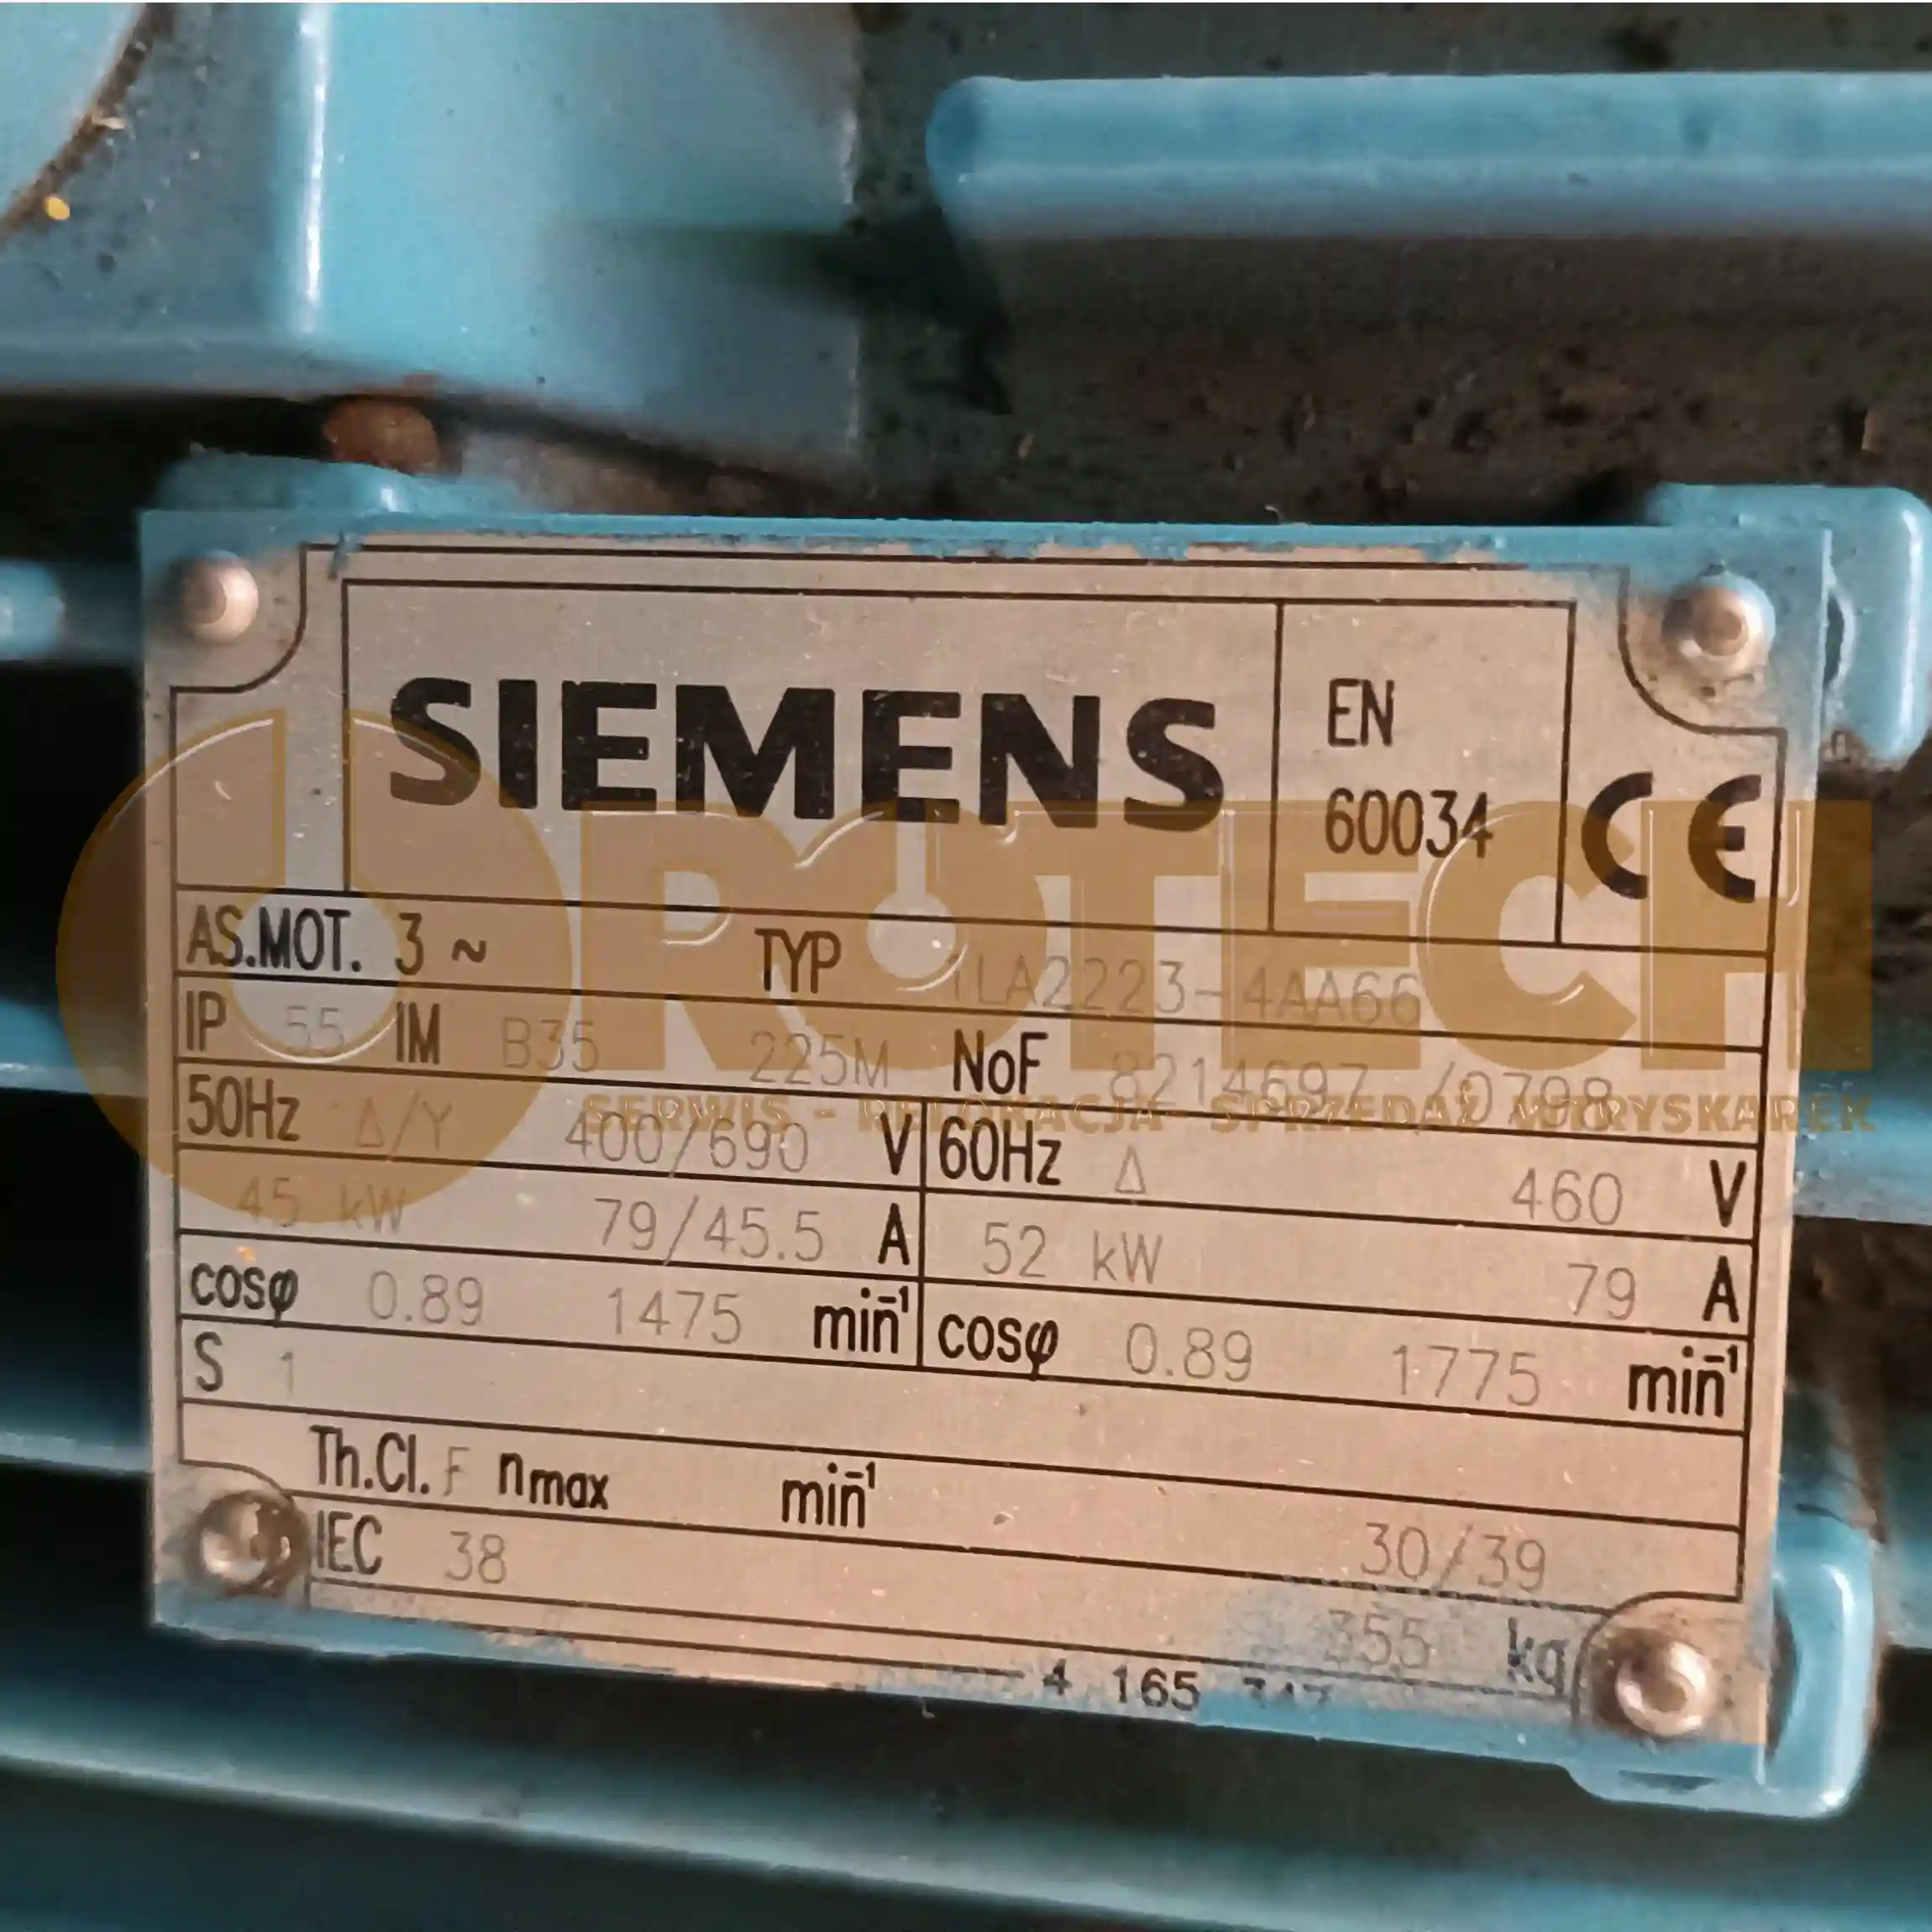 SIEMENS
EN
60034
CE
AS.MOT. 3 ~ TYP 1LA2223-4AA66
IP 55 IM B35 225M NoF 8214697 /0798
50Hz Δ/Y 400/690 V 60Hz Δ 460 V
45 kW 79/45.5 A 52 kW 79 A
cosφ 0.89 1475 min⁻¹ cosφ 0.89 1775 min⁻¹
S 1
Th.Cl. F nmax min⁻¹ 30/39
IEC 38 355 kg
4 165
ROTECH
SERWIS - RELOKACJA - SPRZEDAŻ WTRYSKAREK